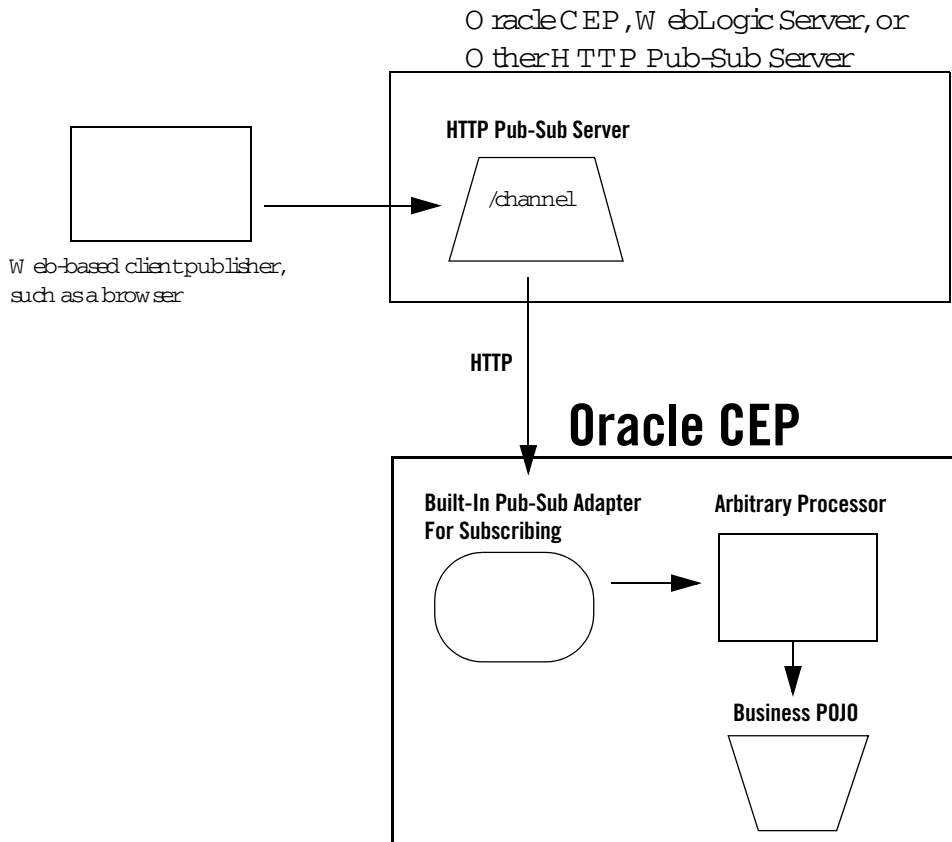 Oracle CEP, WebLogic Server, or
Other HTTP Pub-Sub Server
HTTP Pub-Sub Server
/channel
Web-based client publisher,
such as a browser
HTTP
Oracle CEP
Built-In Pub-Sub Adapter
For Subscribing
Arbitrary Processor
Business POJO